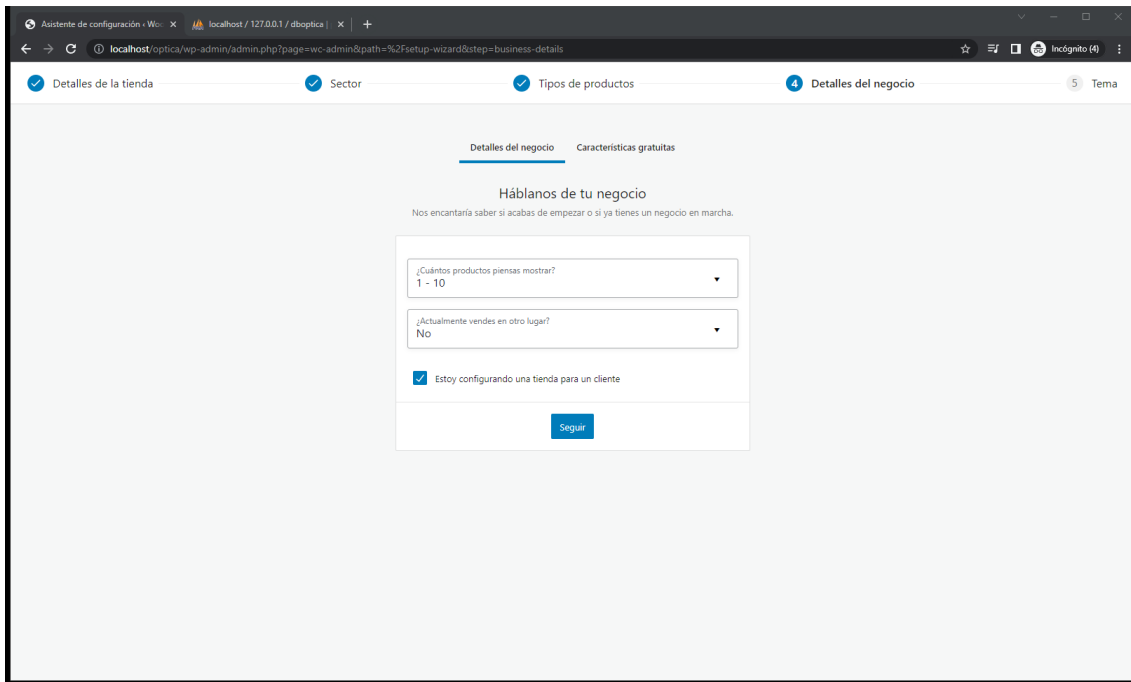 Asistente de configuración ‹ Woo
localhost / 127.0.0.1 / dboptica |
localhost/optica/wp-admin/admin.php?page=wc-admin&path=%2Fsetup-wizard&step=business-details
Incógnito (4)
Detalles de la tienda
Sector
Tipos de productos
4 Detalles del negocio
5 Tema
Detalles del negocio
Características gratuitas
Háblanos de tu negocio
Nos encantaría saber si acabas de empezar o si ya tienes un negocio en marcha.
¿Cuántos productos piensas mostrar?
1 - 10
¿Actualmente vendes en otro lugar?
No
Estoy configurando una tienda para un cliente
Seguir